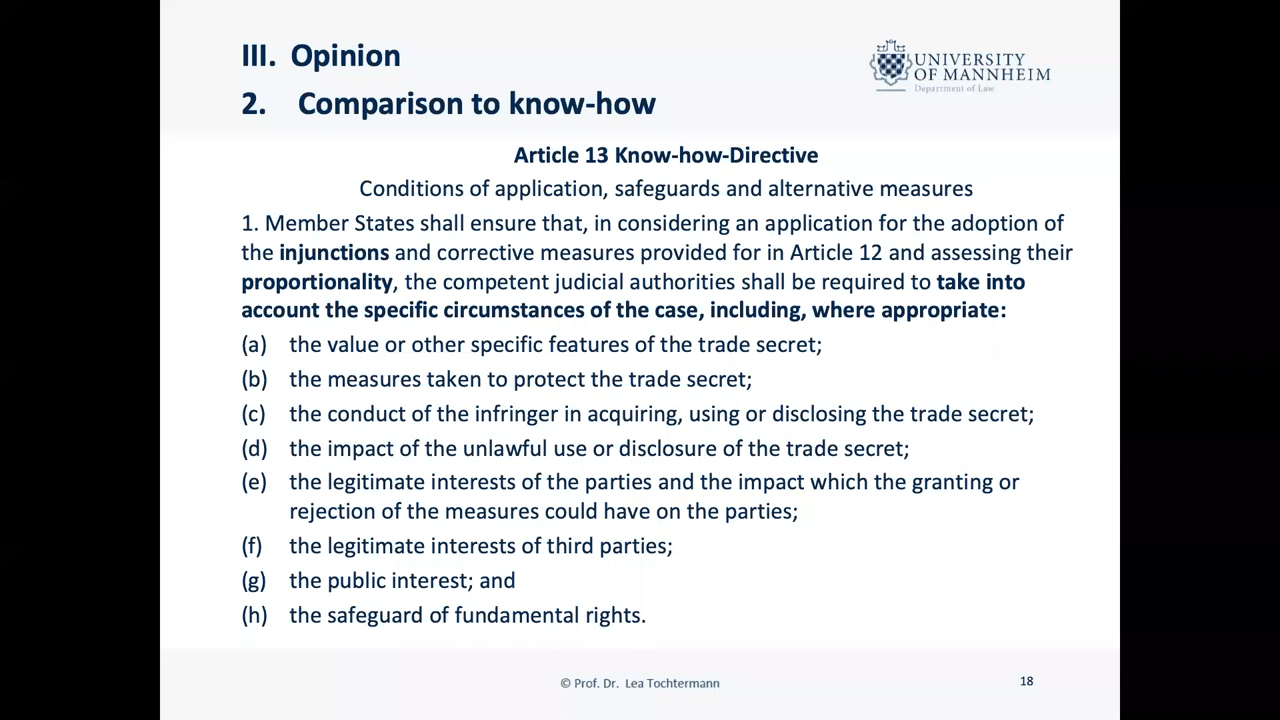 III. Opinion
2. Comparison to know-how
UNIVERSITY
OF MANNHEIM
Department of Law
Article 13 Know-how-Directive
Conditions of application, safeguards and alternative measures
1. Member States shall ensure that, in considering an application for the adoption of
the injunctions and corrective measures provided for in Article 12 and assessing their
proportionality, the competent judicial authorities shall be required to take into
account the specific circumstances of the case, including, where appropriate:
(a) the value or other specific features of the trade secret;
(b) the measures taken to protect the trade secret;
(c) the conduct of the infringer in acquiring, using or disclosing the trade secret;
(d) the impact of the unlawful use or disclosure of the trade secret;
(e) the legitimate interests of the parties and the impact which the granting or
rejection of the measures could have on the parties;
(f) the legitimate interests of third parties;
(g) the public interest; and
(h) the safeguard of fundamental rights.
© Prof. Dr. Lea Tochtermann
18